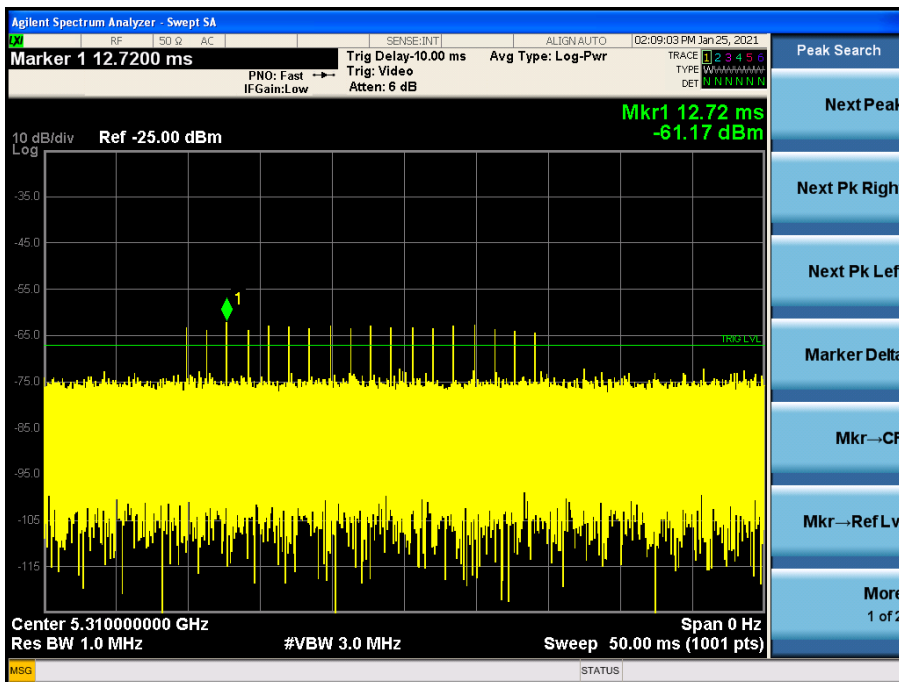 Agilent Spectrum Analyzer - Swept SA
LXI RF 50 Ω AC SENSE:INT ALIGN AUTO 02:09:03 PM Jan 25, 2021
Marker 1 12.7200 ms
PNO: Fast
IFGain:Low
Trig Delay-10.00 ms
Trig: Video
Atten: 6 dB
Avg Type: Log-Pwr
TRACE 1 2 3 4 5 6
TYPE WWWWWW
DET N N N N N N
Peak Search
Mkr1 12.72 ms
-61.17 dBm
10 dB/div
Log
Ref -25.00 dBm
-35.0
-45.0
-55.0
-65.0
-75.0
-85.0
-95.0
-105
-115
1
TRIG LVL
Center 5.310000000 GHz
Span 0 Hz
Res BW 1.0 MHz
#VBW 3.0 MHz
Sweep 50.00 ms (1001 pts)
MSG
STATUS
Next Peak
Next Pk Righ
Next Pk Lef
Marker Delta
Mkr→CF
Mkr→Ref Lv
More
1 of 2